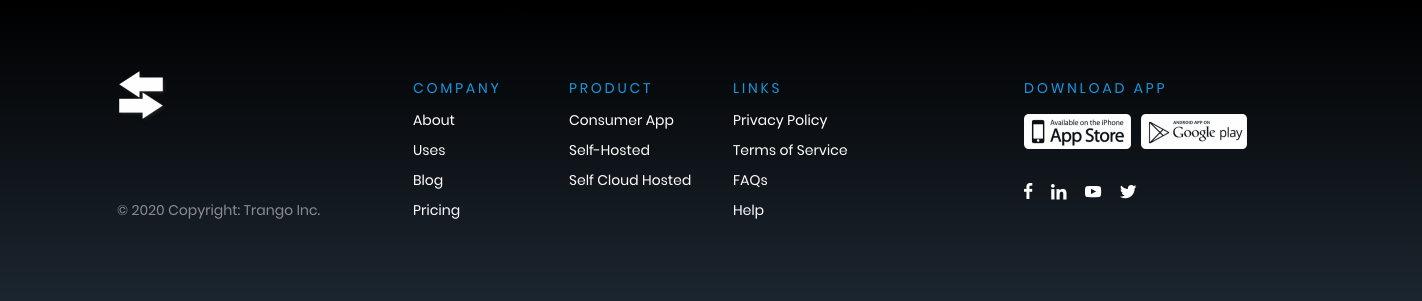 COMPANY
About
Uses
Blog
Pricing
PRODUCT
Consumer App
Self-Hosted
Self Cloud Hosted
LINKS
Privacy Policy
Terms of Service
FAQs
Help
DOWNLOAD APP
Available on the iPhone
App Store
ANDROID APP ON
Google play
© 2020 Copyright: Trango Inc.